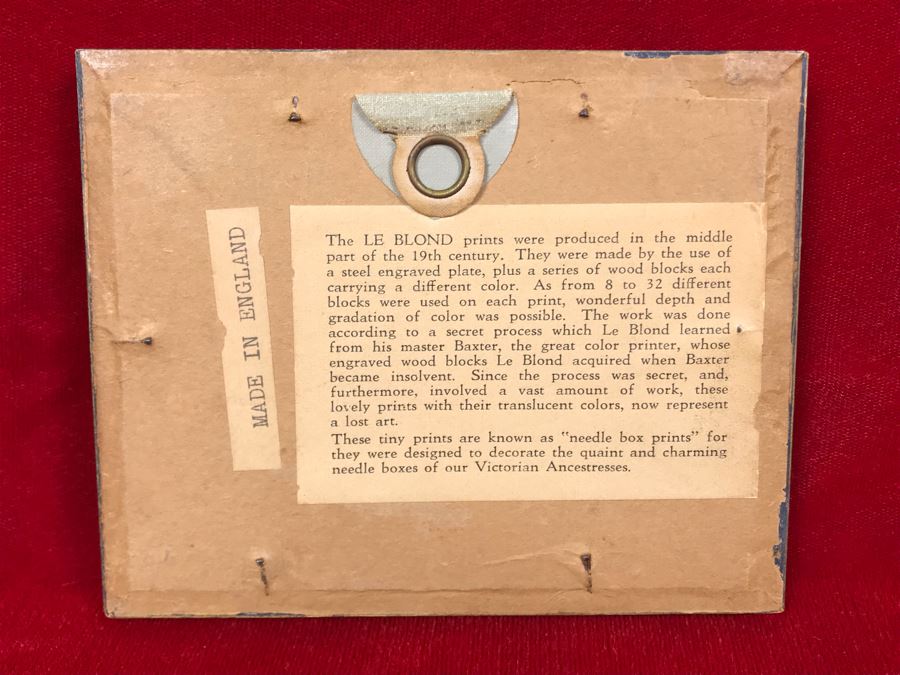 MADE IN ENGLAND
The LE BLOND prints were produced in the middle
part of the 19th century. They were made by the use of
a steel engraved plate, plus a series of wood blocks each
carrying a different color. As from 8 to 32 different
blocks were used on each print, wonderful depth and
gradation of color was possible. The work was done
according to a secret process which Le Blond learned
from his master Baxter, the great color printer, whose
engraved wood blocks Le Blond acquired when Baxter
became insolvent. Since the process was secret, and,
furthermore, involved a vast amount of work, these
lovely prints with their translucent colors, now represent
a lost art.
These tiny prints are known as "needle box prints" for
they were designed to decorate the quaint and charming
needle boxes of our Victorian Ancestresses.